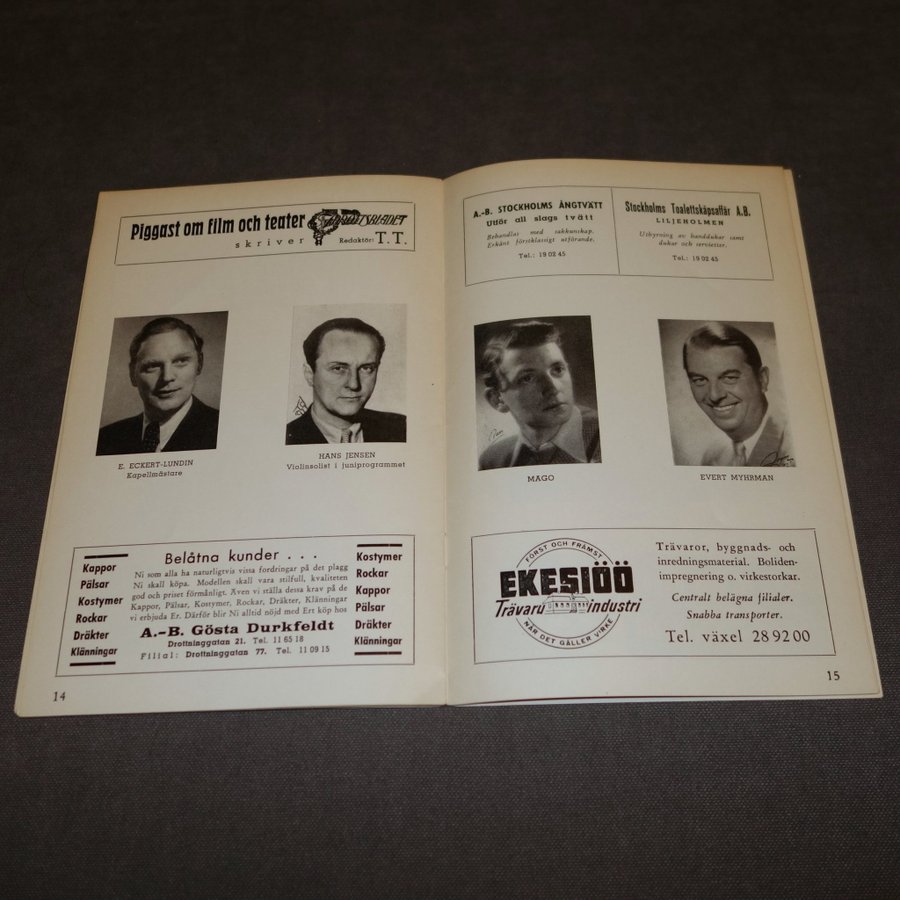 Piggast om film och teater AFTONBLADET
skriver Redaktör: T.T.
E. ECKERT-LUNDIN
Kapellmästare
HANS JENSEN
Violinsolist i juniprogrammet
Belåtna kunder . . .
Kappor
Pälsar
Kostymer
Rockar
Dräkter
Klänningar
Ni som alla ha naturligtvis vissa fordringar på det plagg
Ni skall köpa. Modellen skall vara stilfull, kvaliteten
god och priset förmånligt. Även vi ställa dessa krav på de
Kappor, Pälsar, Kostymer, Rockar, Dräkter, Klänningar
vi erbjuda Er. Därför blir Ni alltid nöjd med Ert köp hos
A.-B. Gösta Durkfeldt
Drottninggatan 21. Tel. 11 65 18
Filial: Drottninggatan 77. Tel. 11 09 15
Kostymer
Rockar
Kappor
Pälsar
Dräkter
Klänningar
14
A.-B. STOCKHOLMS ÅNGTVÄTT
Utför all slags tvätt
Behandlas med sakkunskap.
Erkänt förstklassigt utförande.
Tel.: 19 02 45
Stockholms Toalettskåpsaffär A.B.
LILJEHOLMEN
Uthyrning av handdukar samt
dukar och servietter.
Tel.: 19 02 45
MAGO
EVERT MYHRMAN
FÖRST OCH FRÄMST
EKESIÖÖ
Trävaru industri
NÄR DET GÄLLER VIRKE
Trävaror, byggnads- och
inredningsmaterial. Boliden-
impregnering o. virkestorkar.
Centralt belägna filialer.
Snabba transporter.
Tel. växel 28 92 00
15